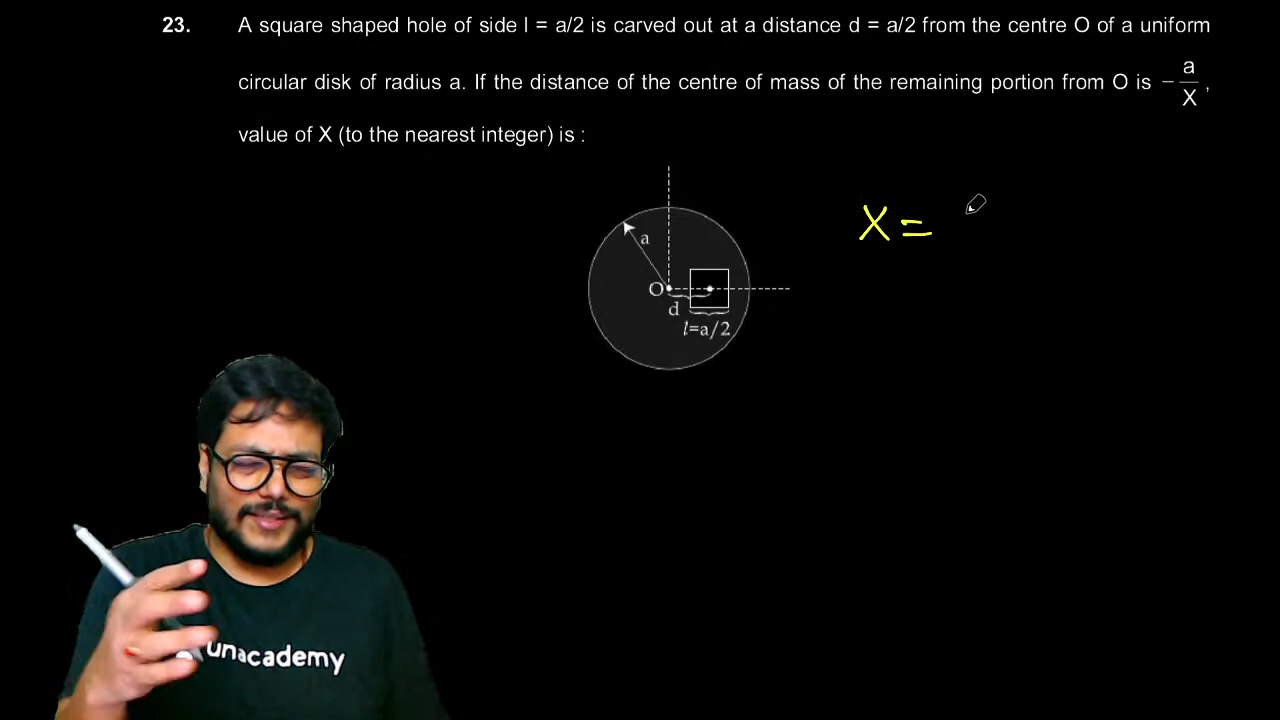 23. A square shaped hole of side l = a/2 is carved out at a distance d = a/2 from the centre O of a uniform
circular disk of radius a. If the distance of the centre of mass of the remaining portion from O is − a/X ,
value of X (to the nearest integer) is :
X =
a
O
d
l=a/2
unacademy